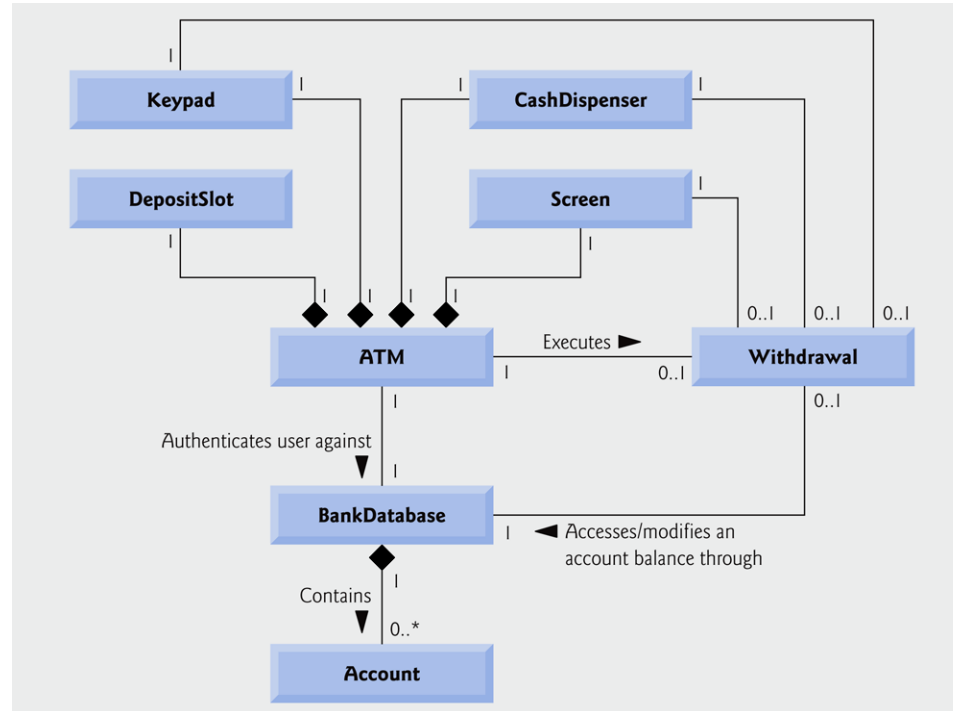 1
1
1
1
Keypad
CashDispenser
DepositSlot
Screen
1
1
1
1
1
1
1
0..1
0..1
0..1
Executes
ATM
Withdrawal
1
0..1
1
0..1
Authenticates user against
1
BankDatabase
1
Accesses/modifies an
account balance through
1
Contains
0..*
Account